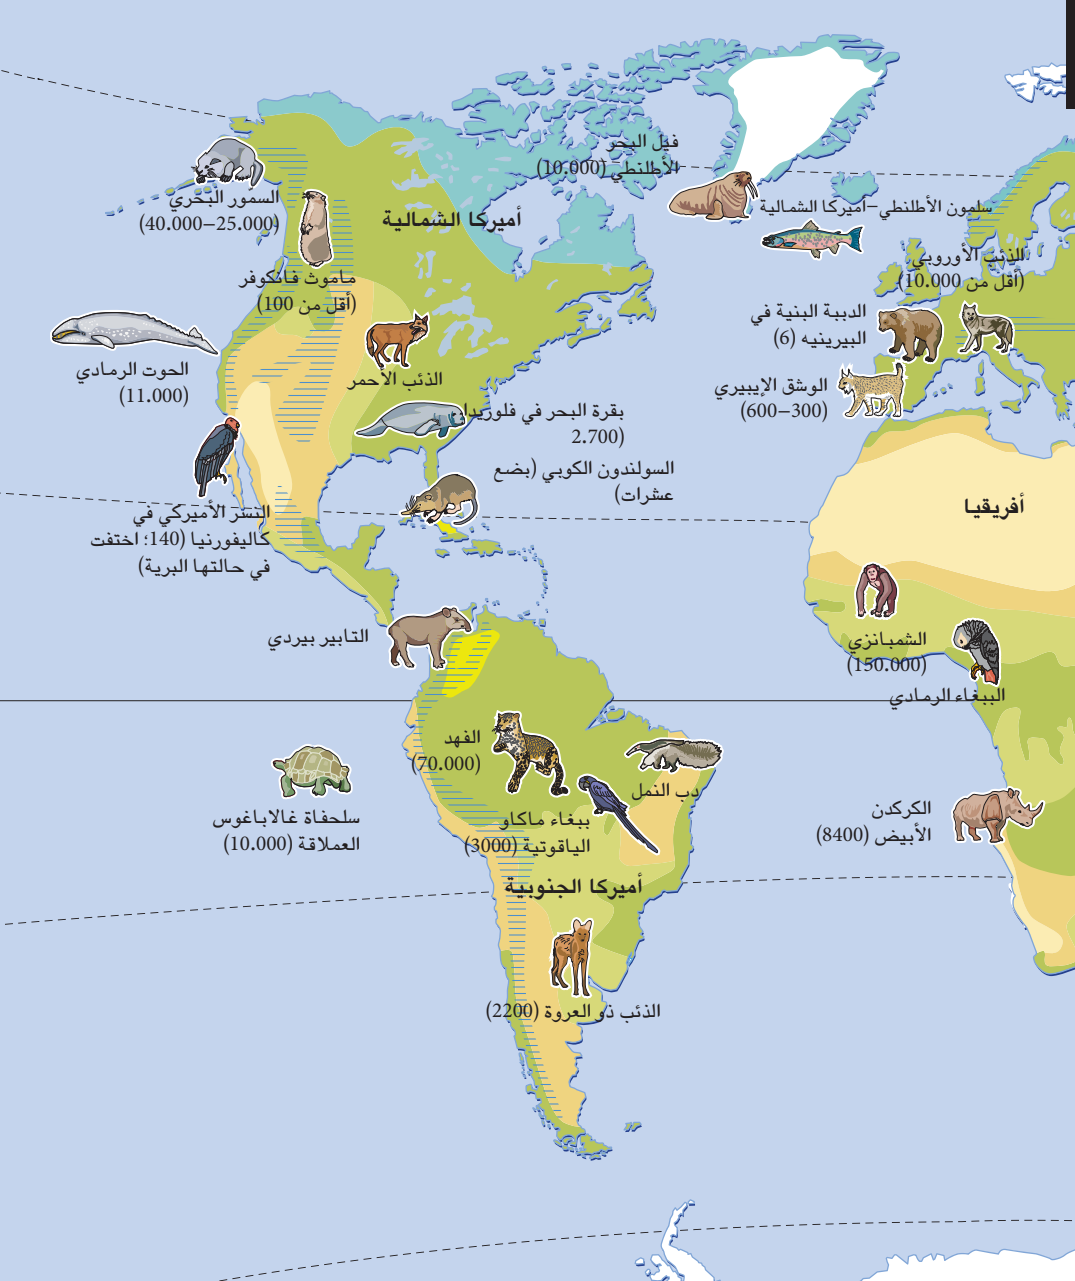 فيل البحر
الأطلنطي (10.000)
السمور البحري
(25.000–40.000)
أميركا الشمالية
سلمون الأطلنطي–أميركا الشمالية
الذئب الأوروبي
(أقل من 10.000)
ماموث فانكوفر
(أقل من 100)
الدببة البنية في
البيرينيه (6)
الحوت الرمادي
(11.000)
الذئب الأحمر
الوشق الإيبيري
(300–600)
بقرة البحر في فلوريدا
2.700)
السولندون الكوبي (بضع
عشرات)
أفريقيا
النسر الأميركي في
كاليفورنيا (140؛ اختفت
في حالتها البرية)
التابير بيردي
الشمبانزي
(150.000)
الببغاء الرمادي
الفهد
(70.000)
دب النمل
سلحفاة غالاباغوس
العملاقة (10.000)
ببغاء ماكاو
الياقوتية (3000)
الكركدن
الأبيض (8400)
أميركا الجنوبية
الذئب ذو العروة (2200)